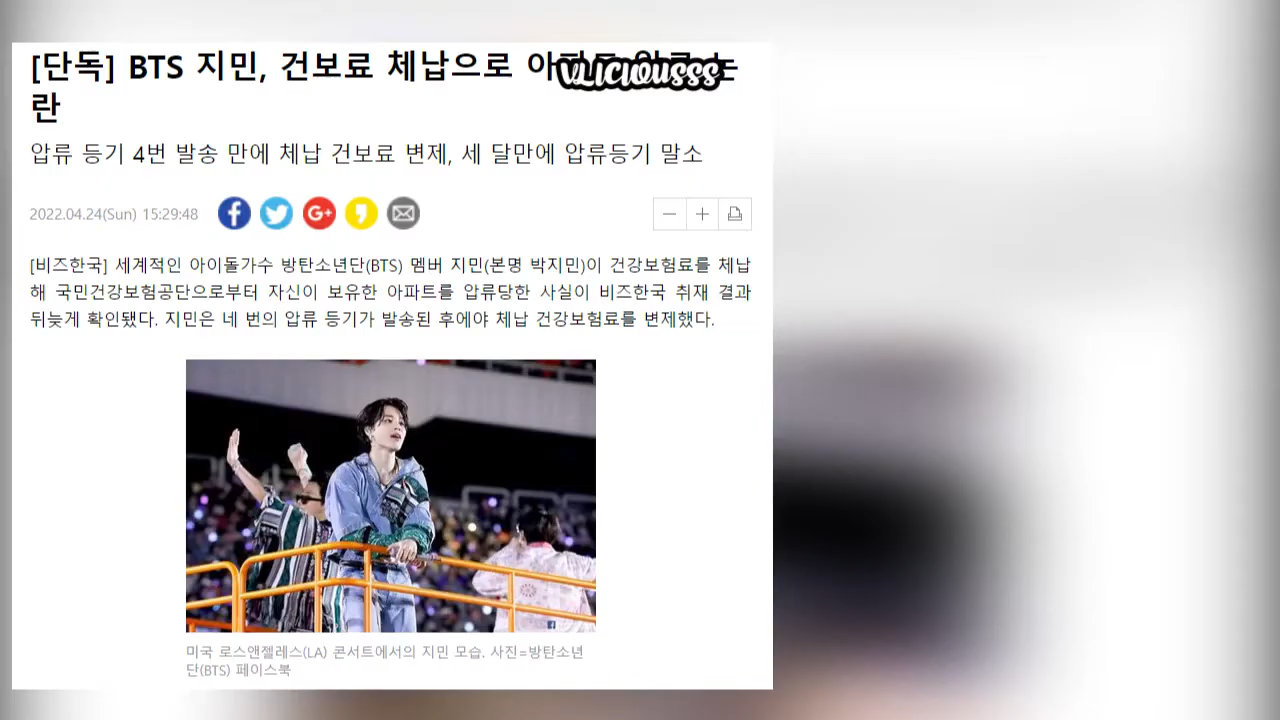 [단독] BTS 지민, 건보료 체납으로
VLICIOUSSS
란
압류 등기 4번 발송 만에 체납 건보료 변제, 세 달만에 압류등기 말소
2022.04.24(Sun) 15:29:48
[비즈한국] 세계적인 아이돌가수 방탄소년단(BTS) 멤버 지민(본명 박지민)이 건강보험료를 체납
해 국민건강보험공단으로부터 자신이 보유한 아파트를 압류당한 사실이 비즈한국 취재 결과
뒤늦게 확인됐다. 지민은 네 번의 압류 등기가 발송된 후에야 체납 건강보험료를 변제했다.
미국 로스앤젤레스(LA) 콘서트에서의 지민 모습. 사진=방탄소년
단(BTS) 페이스북